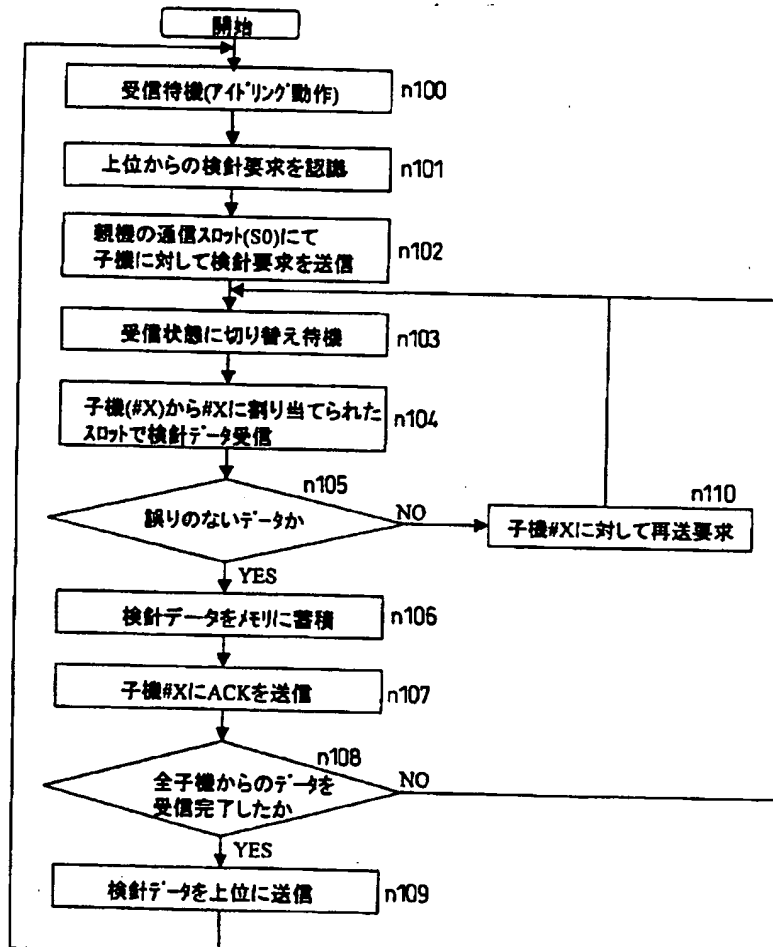 開始
受信待機(アイドリング動作)
n100
上位からの検針要求を認識
n101
親機の通信スロット(S0)にて
子機に対して検針要求を送信
n102
受信状態に切り替え待機
n103
子機(#X)から#Xに割り当てられた
スロットで検針データ受信
n104
n105
誤りのないデータか
NO
YES
n110
子機#Xに対して再送要求
検針データをメモリに蓄積
n106
子機#XにACKを送信
n107
n108
全子機からのデータを
受信完了したか
NO
YES
検針データを上位に送信
n109